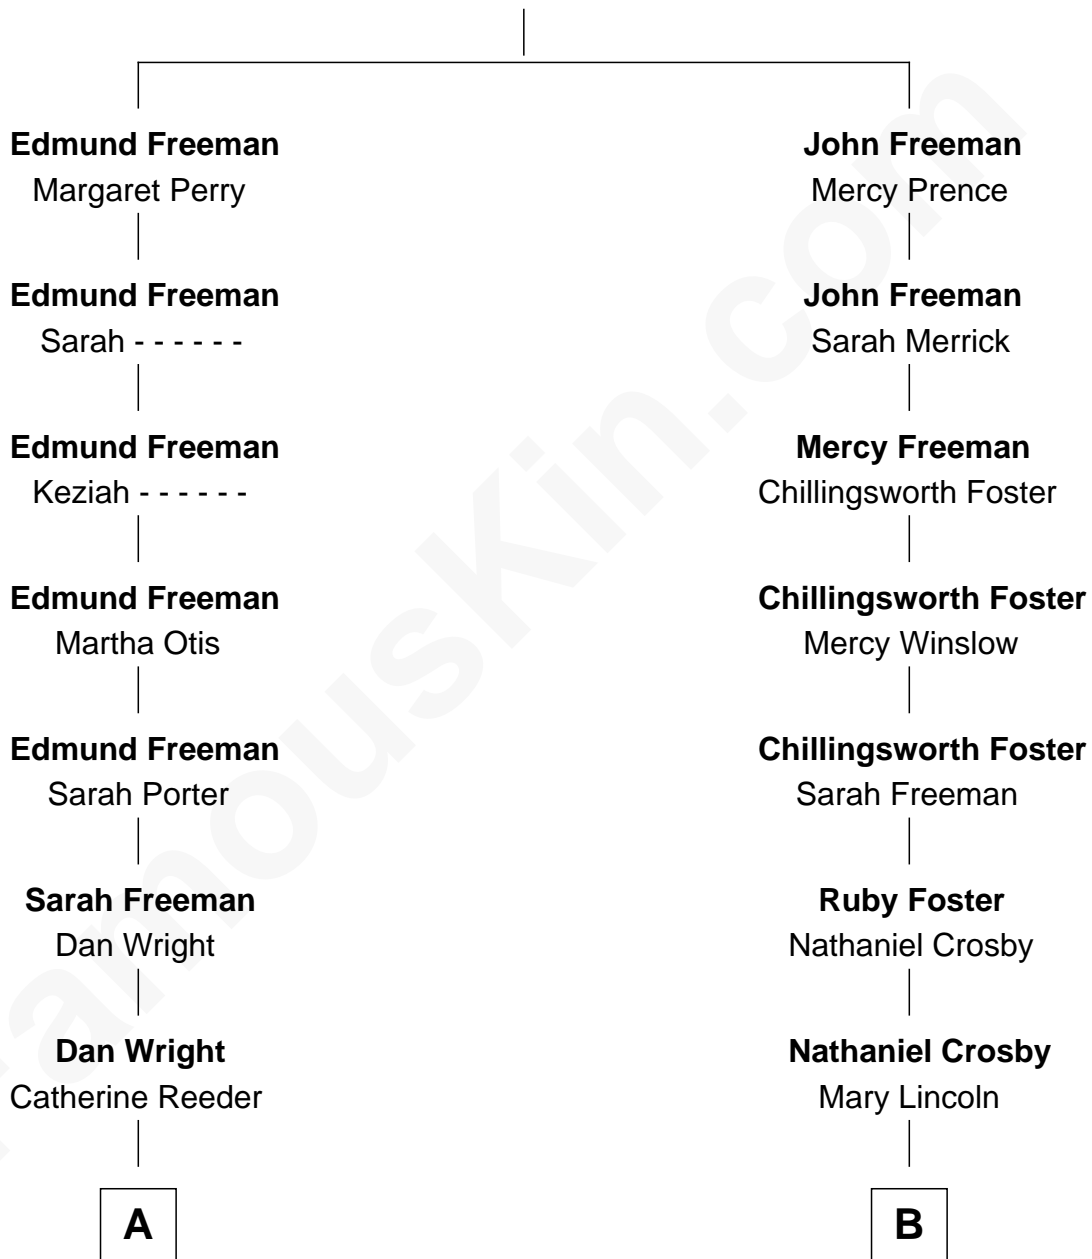 Edmund Freeman
Margaret Perry
Edmund Freeman
Sarah - - - - - -
Edmund Freeman
Keziah - - - - - -
Edmund Freeman
Martha Otis
Edmund Freeman
Sarah Porter
Sarah Freeman
Dan Wright
Dan Wright
Catherine Reeder
A
John Freeman
Mercy Prence
John Freeman
Sarah Merrick
Mercy Freeman
Chillingsworth Foster
Chillingsworth Foster
Mercy Winslow
Chillingsworth Foster
Sarah Freeman
Ruby Foster
Nathaniel Crosby
Nathaniel Crosby
Mary Lincoln
B
FamousKin.com